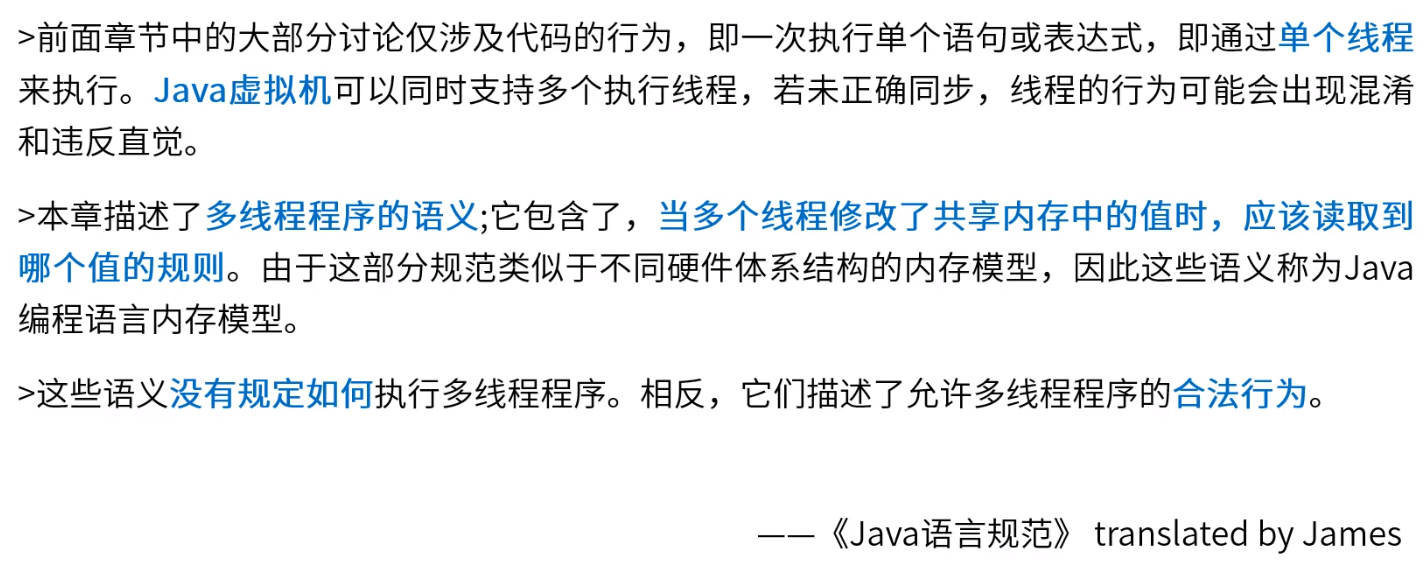 >前面章节中的大部分讨论仅涉及代码的行为，即一次执行单个语句或表达式，即通过单个线程
来执行。Java虚拟机可以同时支持多个执行线程，若未正确同步，线程的行为可能会出现混淆
和违反直觉。
>本章描述了多线程程序的语义;它包含了，当多个线程修改了共享内存中的值时，应该读取到
哪个值的规则。由于这部分规范类似于不同硬件体系结构的内存模型，因此这些语义称为Java
编程语言内存模型。
>这些语义没有规定如何执行多线程程序。相反，它们描述了允许多线程程序的合法行为。
——《Java语言规范》 translated by James